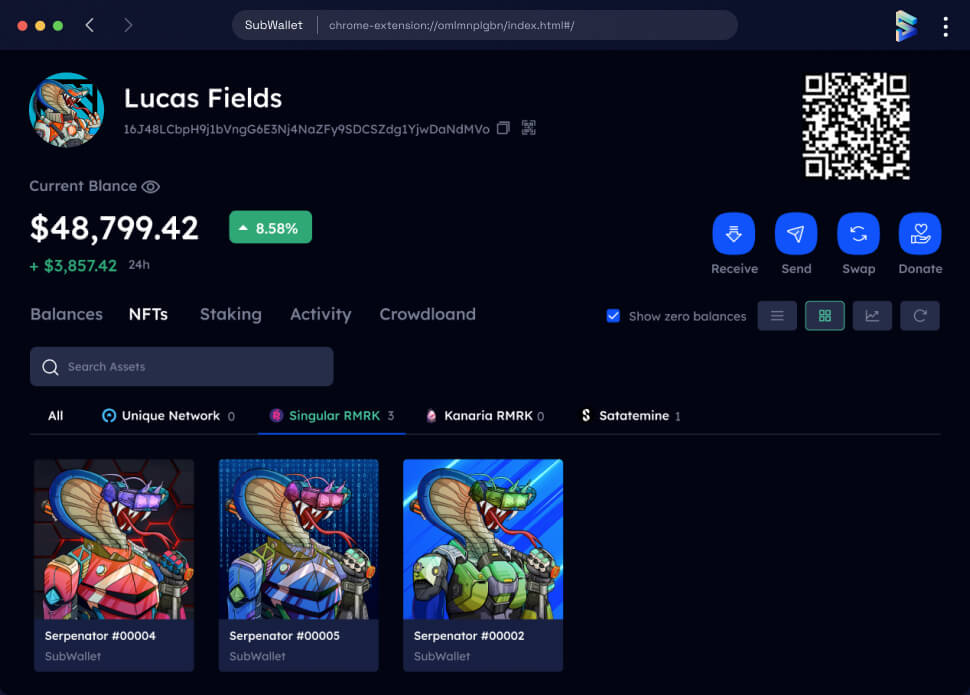 SubWallet
chrome-extension://omlmnplgbn/index.html#/
Lucas Fields
16J48LCbpH9j1bVngG6E3Nj4NaZFy9SDCSZdg1YjwDaNdMVo
Current Blance
$48,799.42
8.58%
+ $3,857.42 24h
Receive Send Swap Donate
Balances NFTs Staking Activity Crowdloand
Show zero balances
Search Assets
All Unique Network 0 Singular RMRK 3 Kanaria RMRK 0 Satatemine 1
Serpenator #00004
SubWallet
Serpenator #00005
SubWallet
Serpenator #00002
SubWallet